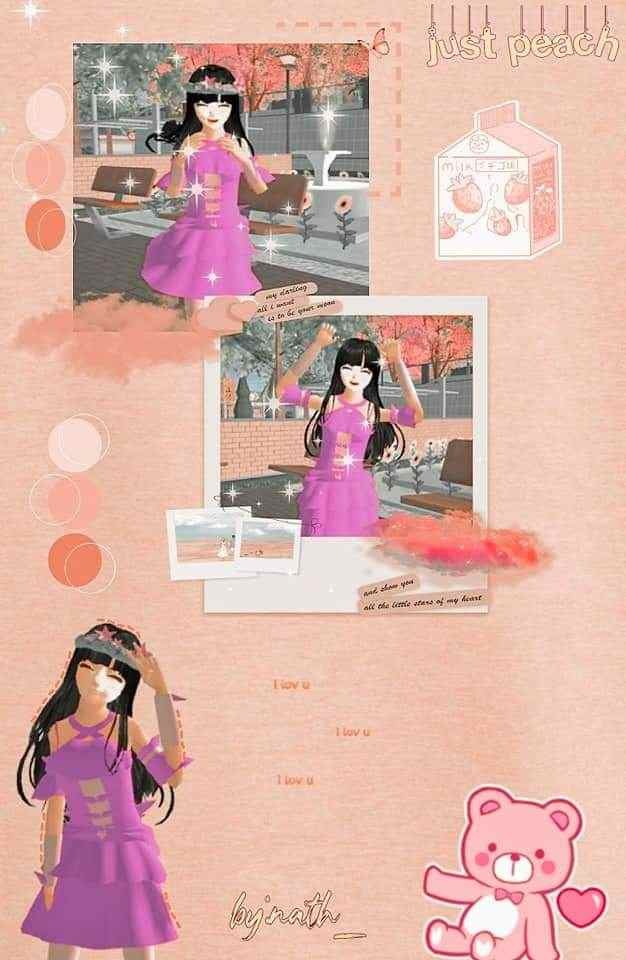 just peach
milk
my darling
all i want
is to be your moon
and show you
all the little stars of my heart
I lov u
I lov u
I lov u
by'nath_